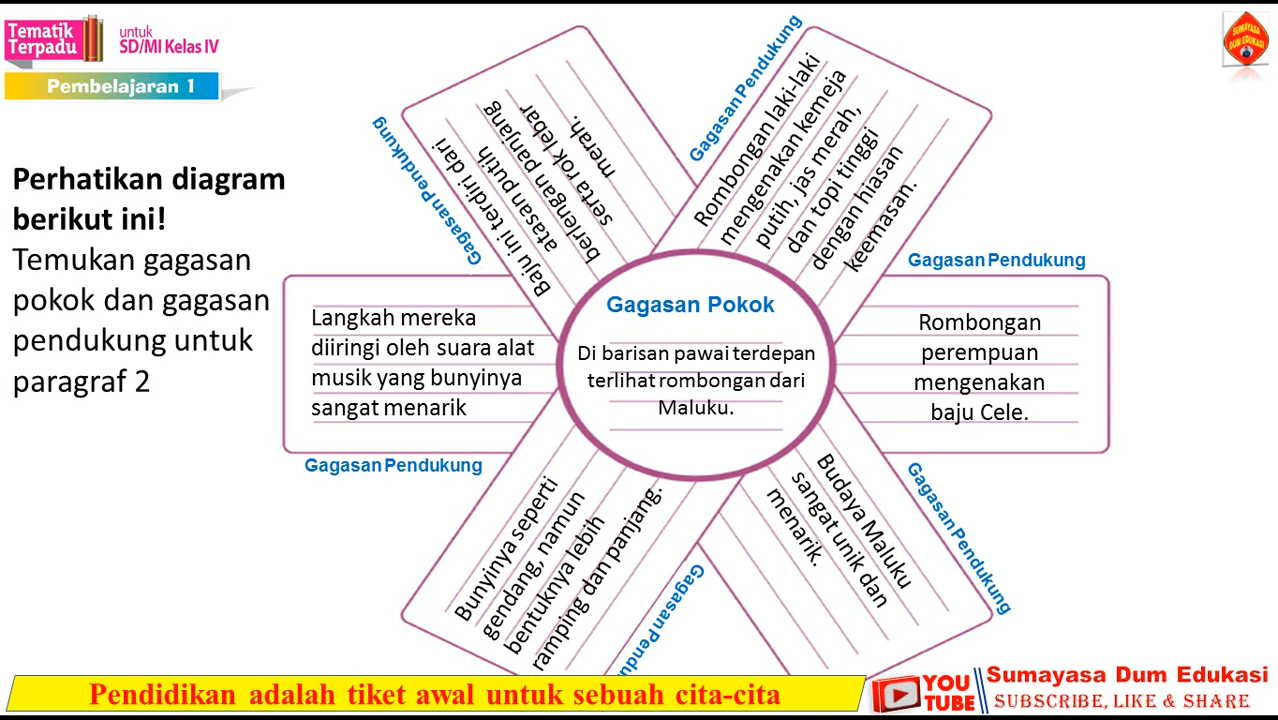 Tematik
Terpadu
untuk
SD/MI Kelas IV
Pembelajaran 1
SUMAYASA
DUM EDUKASI
Perhatikan diagram
berikut ini!
Temukan gagasan
pokok dan gagasan
pendukung untuk
paragraf 2
Gagasan Pokok
Di barisan pawai terdepan
terlihat rombongan dari
Maluku.
Gagasan Pendukung
Rombongan laki-laki
mengenakan kemeja
putih, jas merah,
dan topi tinggi
dengan hiasan
keemasan.
Gagasan Pendukung
Rombongan
perempuan
mengenakan
baju Cele.
Gagasan Pendukung
Budaya Maluku
sangat unik dan
menarik.
Gagasan Pendu
Bunyinya seperti
gendang, namun
bentuknya lebih
ramping dan panjang.
Gagasan Pendukung
Langkah mereka
diiringi oleh suara alat
musik yang bunyinya
sangat menarik
Gagasan Pendukung
Baju ini terdiri dari
atasan putih
berlengan panjang
serta rok lebar
merah.
Pendidikan adalah tiket awal untuk sebuah cita-cita
YOU
TUBE
Sumayasa Dum Edukasi
SUBSCRIBE, LIKE & SHARE